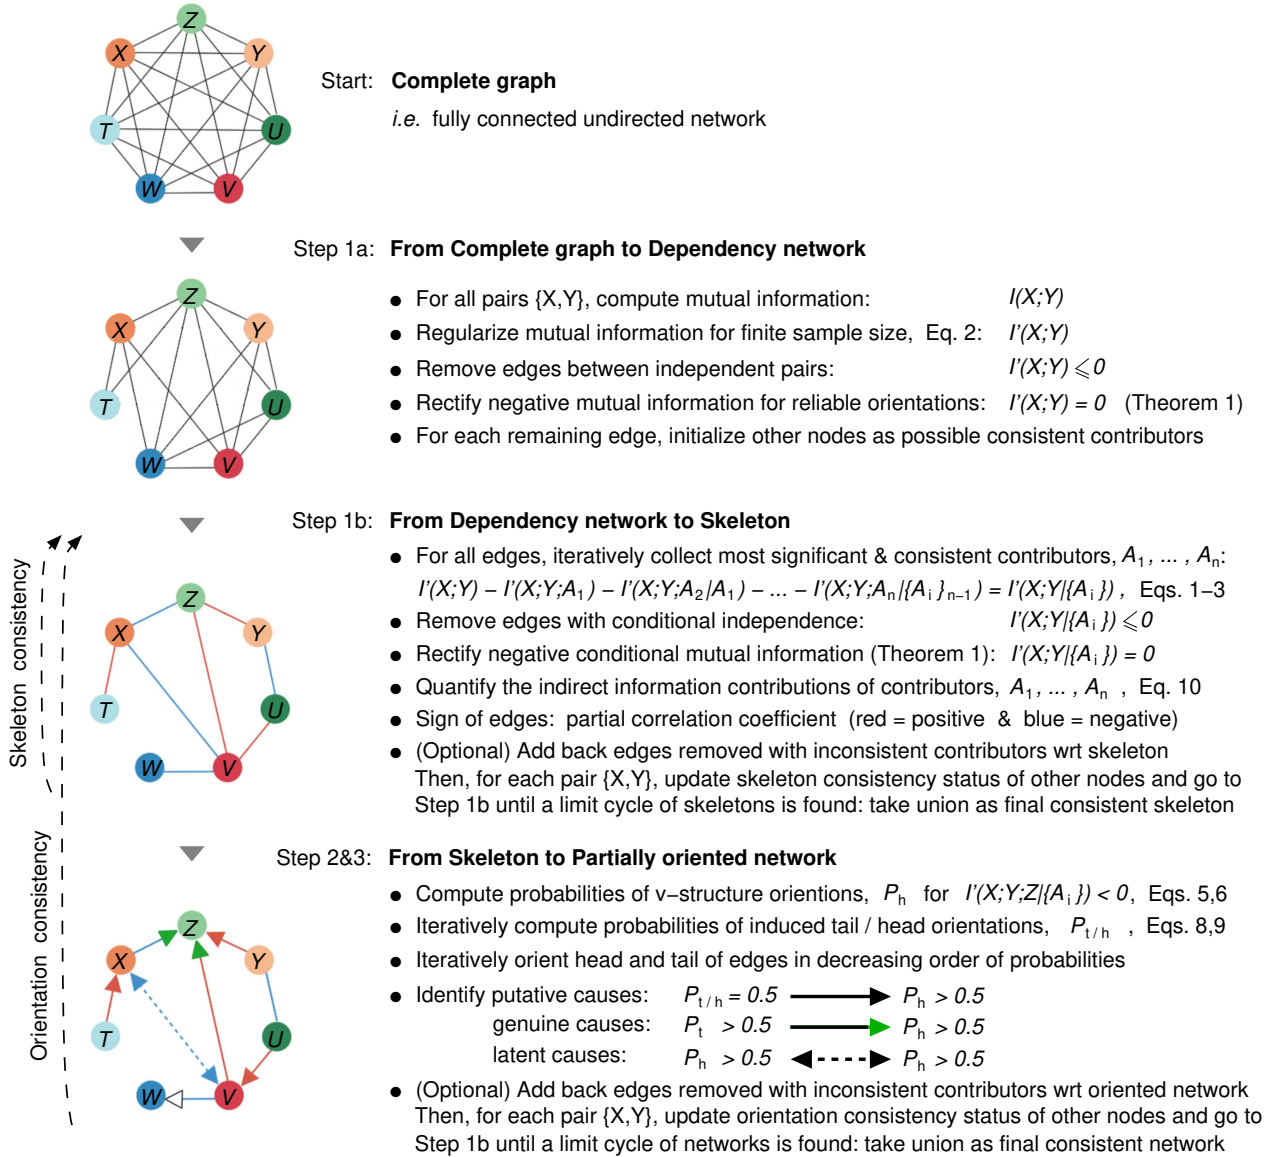 Z
X
Y
T
U
W
V
Start: Complete graph
i.e. fully connected undirected network
Step 1a: From Complete graph to Dependency network
Z
X
Y
T
U
W
V
● For all pairs {X,Y}, compute mutual information: I(X;Y)
● Regularize mutual information for finite sample size, Eq. 2: I'(X;Y)
● Remove edges between independent pairs: I'(X;Y) ⩽ 0
● Rectify negative mutual information for reliable orientations: I'(X;Y) = 0 (Theorem 1)
● For each remaining edge, initialize other nodes as possible consistent contributors
Step 1b: From Dependency network to Skeleton
Skeleton consistency
Z
X
Y
T
U
W
V
● For all edges, iteratively collect most significant & consistent contributors, A₁, ... , Aₙ:
I'(X;Y) − I'(X;Y;A₁) − I'(X;Y;A₂|A₁) − ... − I'(X;Y;Aₙ|{Aᵢ}ₙ₋₁) = I'(X;Y|{Aᵢ}) , Eqs. 1−3
● Remove edges with conditional independence: I'(X;Y|{Aᵢ}) ⩽ 0
● Rectify negative conditional mutual information (Theorem 1): I'(X;Y|{Aᵢ}) = 0
● Quantify the indirect information contributions of contributors, A₁, ... , Aₙ , Eq. 10
● Sign of edges: partial correlation coefficient (red = positive & blue = negative)
● (Optional) Add back edges removed with inconsistent contributors wrt skeleton
Then, for each pair {X,Y}, update skeleton consistency status of other nodes and go to
Step 1b until a limit cycle of skeletons is found: take union as final consistent skeleton
Step 2&3: From Skeleton to Partially oriented network
Orientation consistency
Z
X
Y
T
U
W
V
● Compute probabilities of v−structure orientions, Pₕ for I'(X;Y;Z|{Aᵢ}) < 0, Eqs. 5,6
● Iteratively compute probabilities of induced tail / head orientations, P t / h , Eqs. 8,9
● Iteratively orient head and tail of edges in decreasing order of probabilities
● Identify putative causes: P t / h = 0.5 Pₕ > 0.5
genuine causes: Pₜ > 0.5 Pₕ > 0.5
latent causes: Pₕ > 0.5 Pₕ > 0.5
● (Optional) Add back edges removed with inconsistent contributors wrt oriented network
Then, for each pair {X,Y}, update orientation consistency status of other nodes and go to
Step 1b until a limit cycle of networks is found: take union as final consistent network